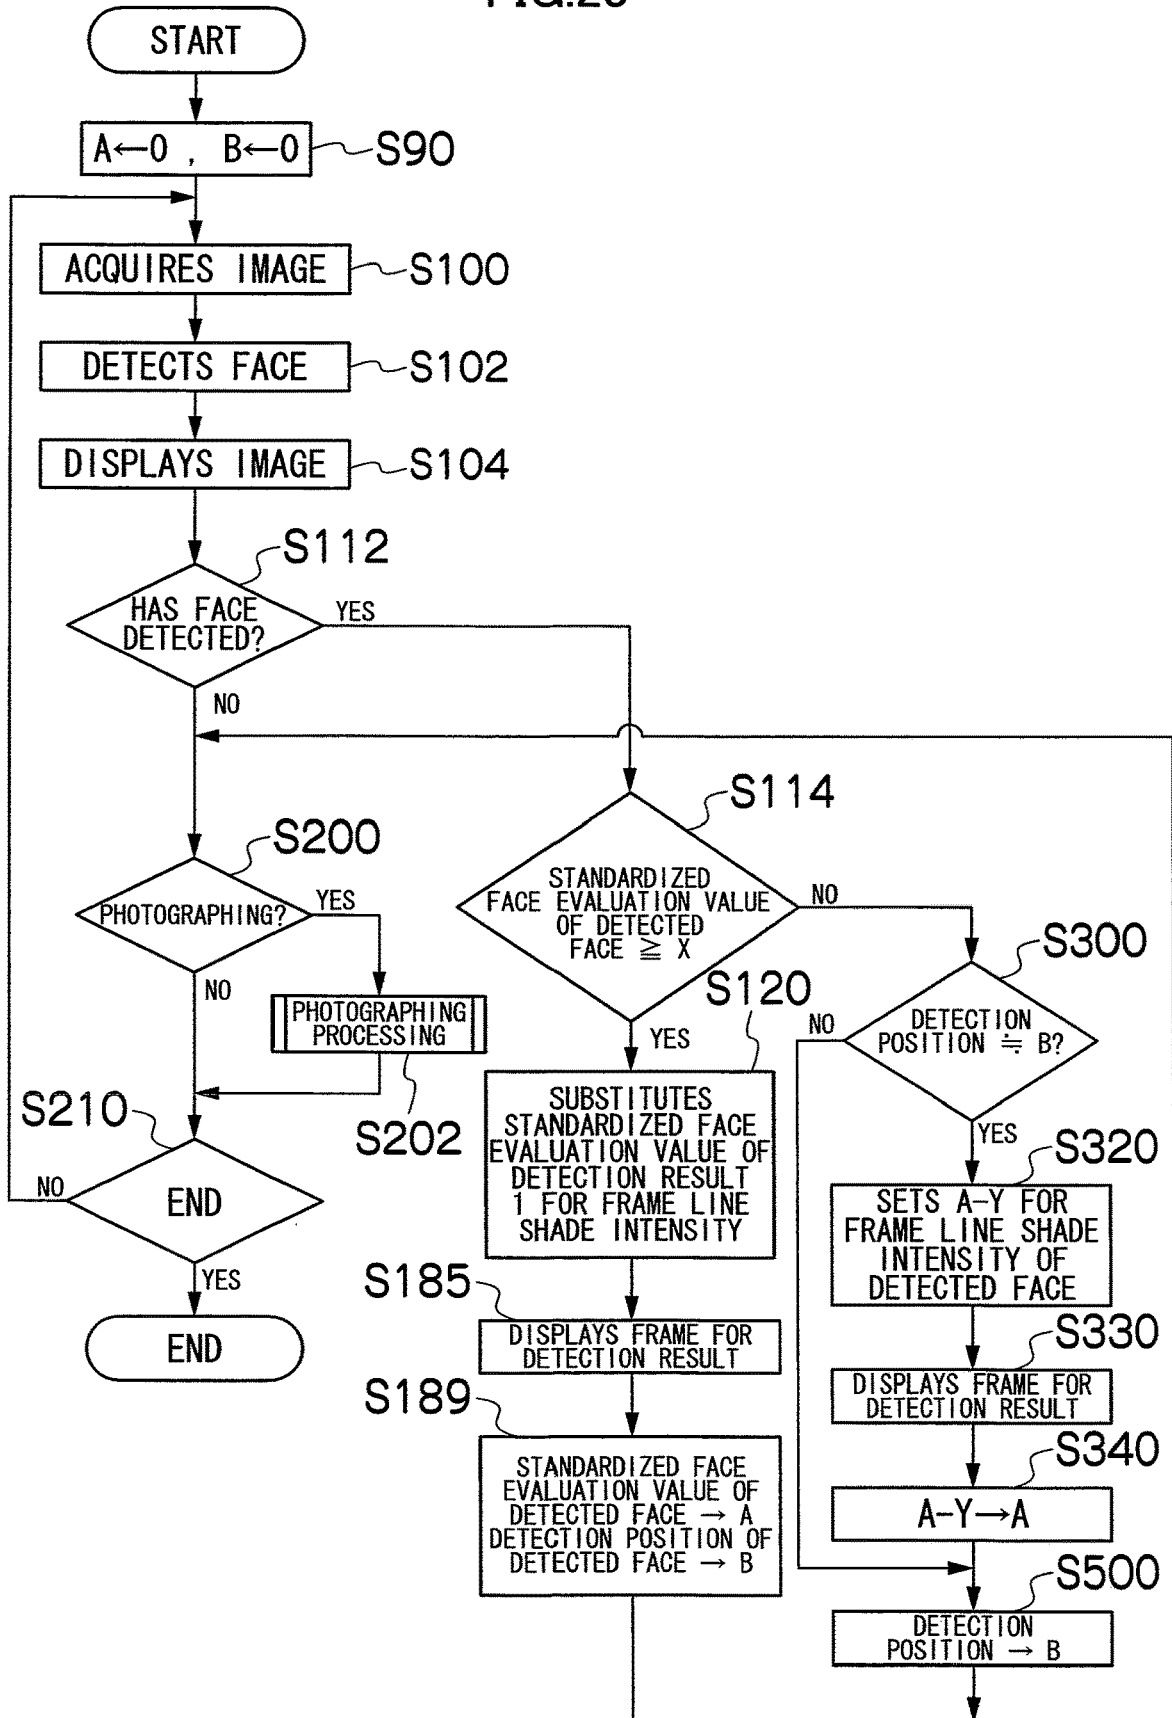 START
A←0 , B←0
S90
ACQUIRES IMAGE
S100
DETECTS FACE
S102
DISPLAYS IMAGE
S104
S112
HAS FACE
DETECTED?
YES
NO
S114
STANDARDIZED
FACE EVALUATION VALUE
OF DETECTED
FACE ≧ X
NO
YES
S200
PHOTOGRAPHING?
YES
NO
PHOTOGRAPHING
PROCESSING
S202
S210
END
NO
YES
END
S120
SUBSTITUTES
STANDARDIZED FACE
EVALUATION VALUE OF
DETECTION RESULT
1 FOR FRAME LINE
SHADE INTENSITY
S185
DISPLAYS FRAME FOR
DETECTION RESULT
S189
STANDARDIZED FACE
EVALUATION VALUE OF
DETECTED FACE → A
DETECTION POSITION OF
DETECTED FACE → B
S300
DETECTION
POSITION ≒ B?
NO
YES
S320
SETS A-Y FOR
FRAME LINE SHADE
INTENSITY OF
DETECTED FACE
S330
DISPLAYS FRAME FOR
DETECTION RESULT
S340
A-Y→A
S500
DETECTION
POSITION → B